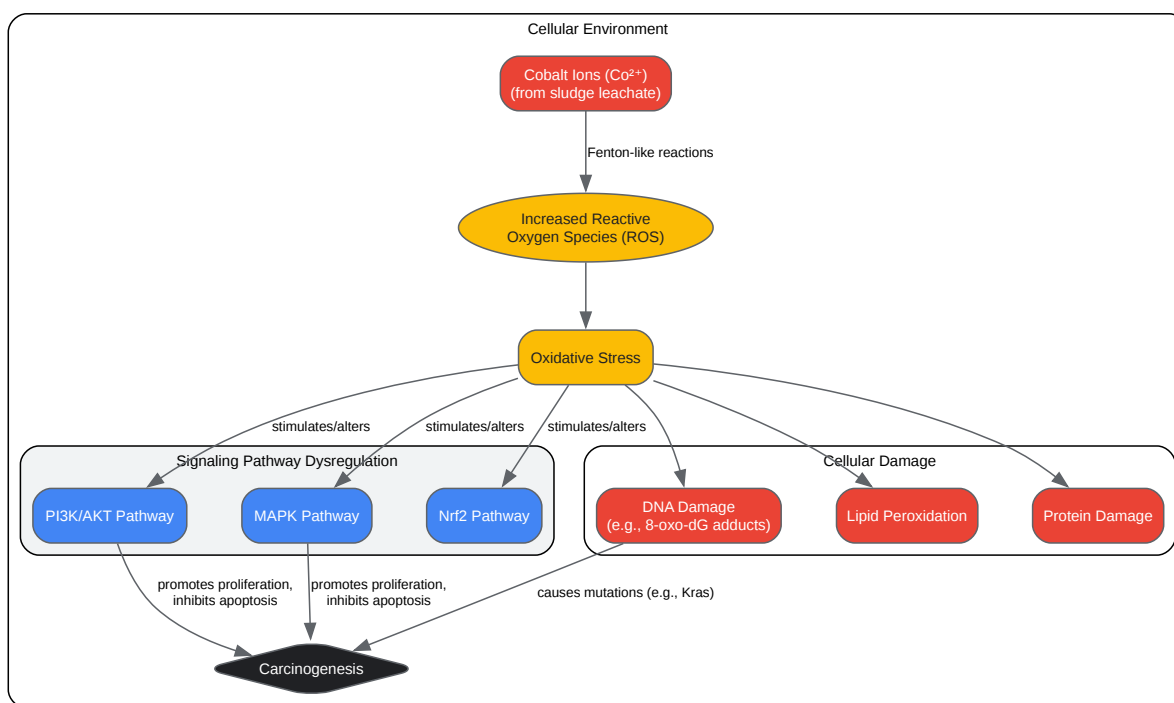 Cellular Environment
Cobalt Ions (Co²⁺)
(from sludge leachate)
Fenton-like reactions
Increased Reactive
Oxygen Species (ROS)
Oxidative Stress
stimulates/alters
stimulates/alters
stimulates/alters
Signaling Pathway Dysregulation
Cellular Damage
PI3K/AKT Pathway
MAPK Pathway
Nrf2 Pathway
DNA Damage
(e.g., 8-oxo-dG adducts)
Lipid Peroxidation
Protein Damage
promotes proliferation,
inhibits apoptosis
promotes proliferation,
inhibits apoptosis
causes mutations (e.g., Kras)
Carcinogenesis